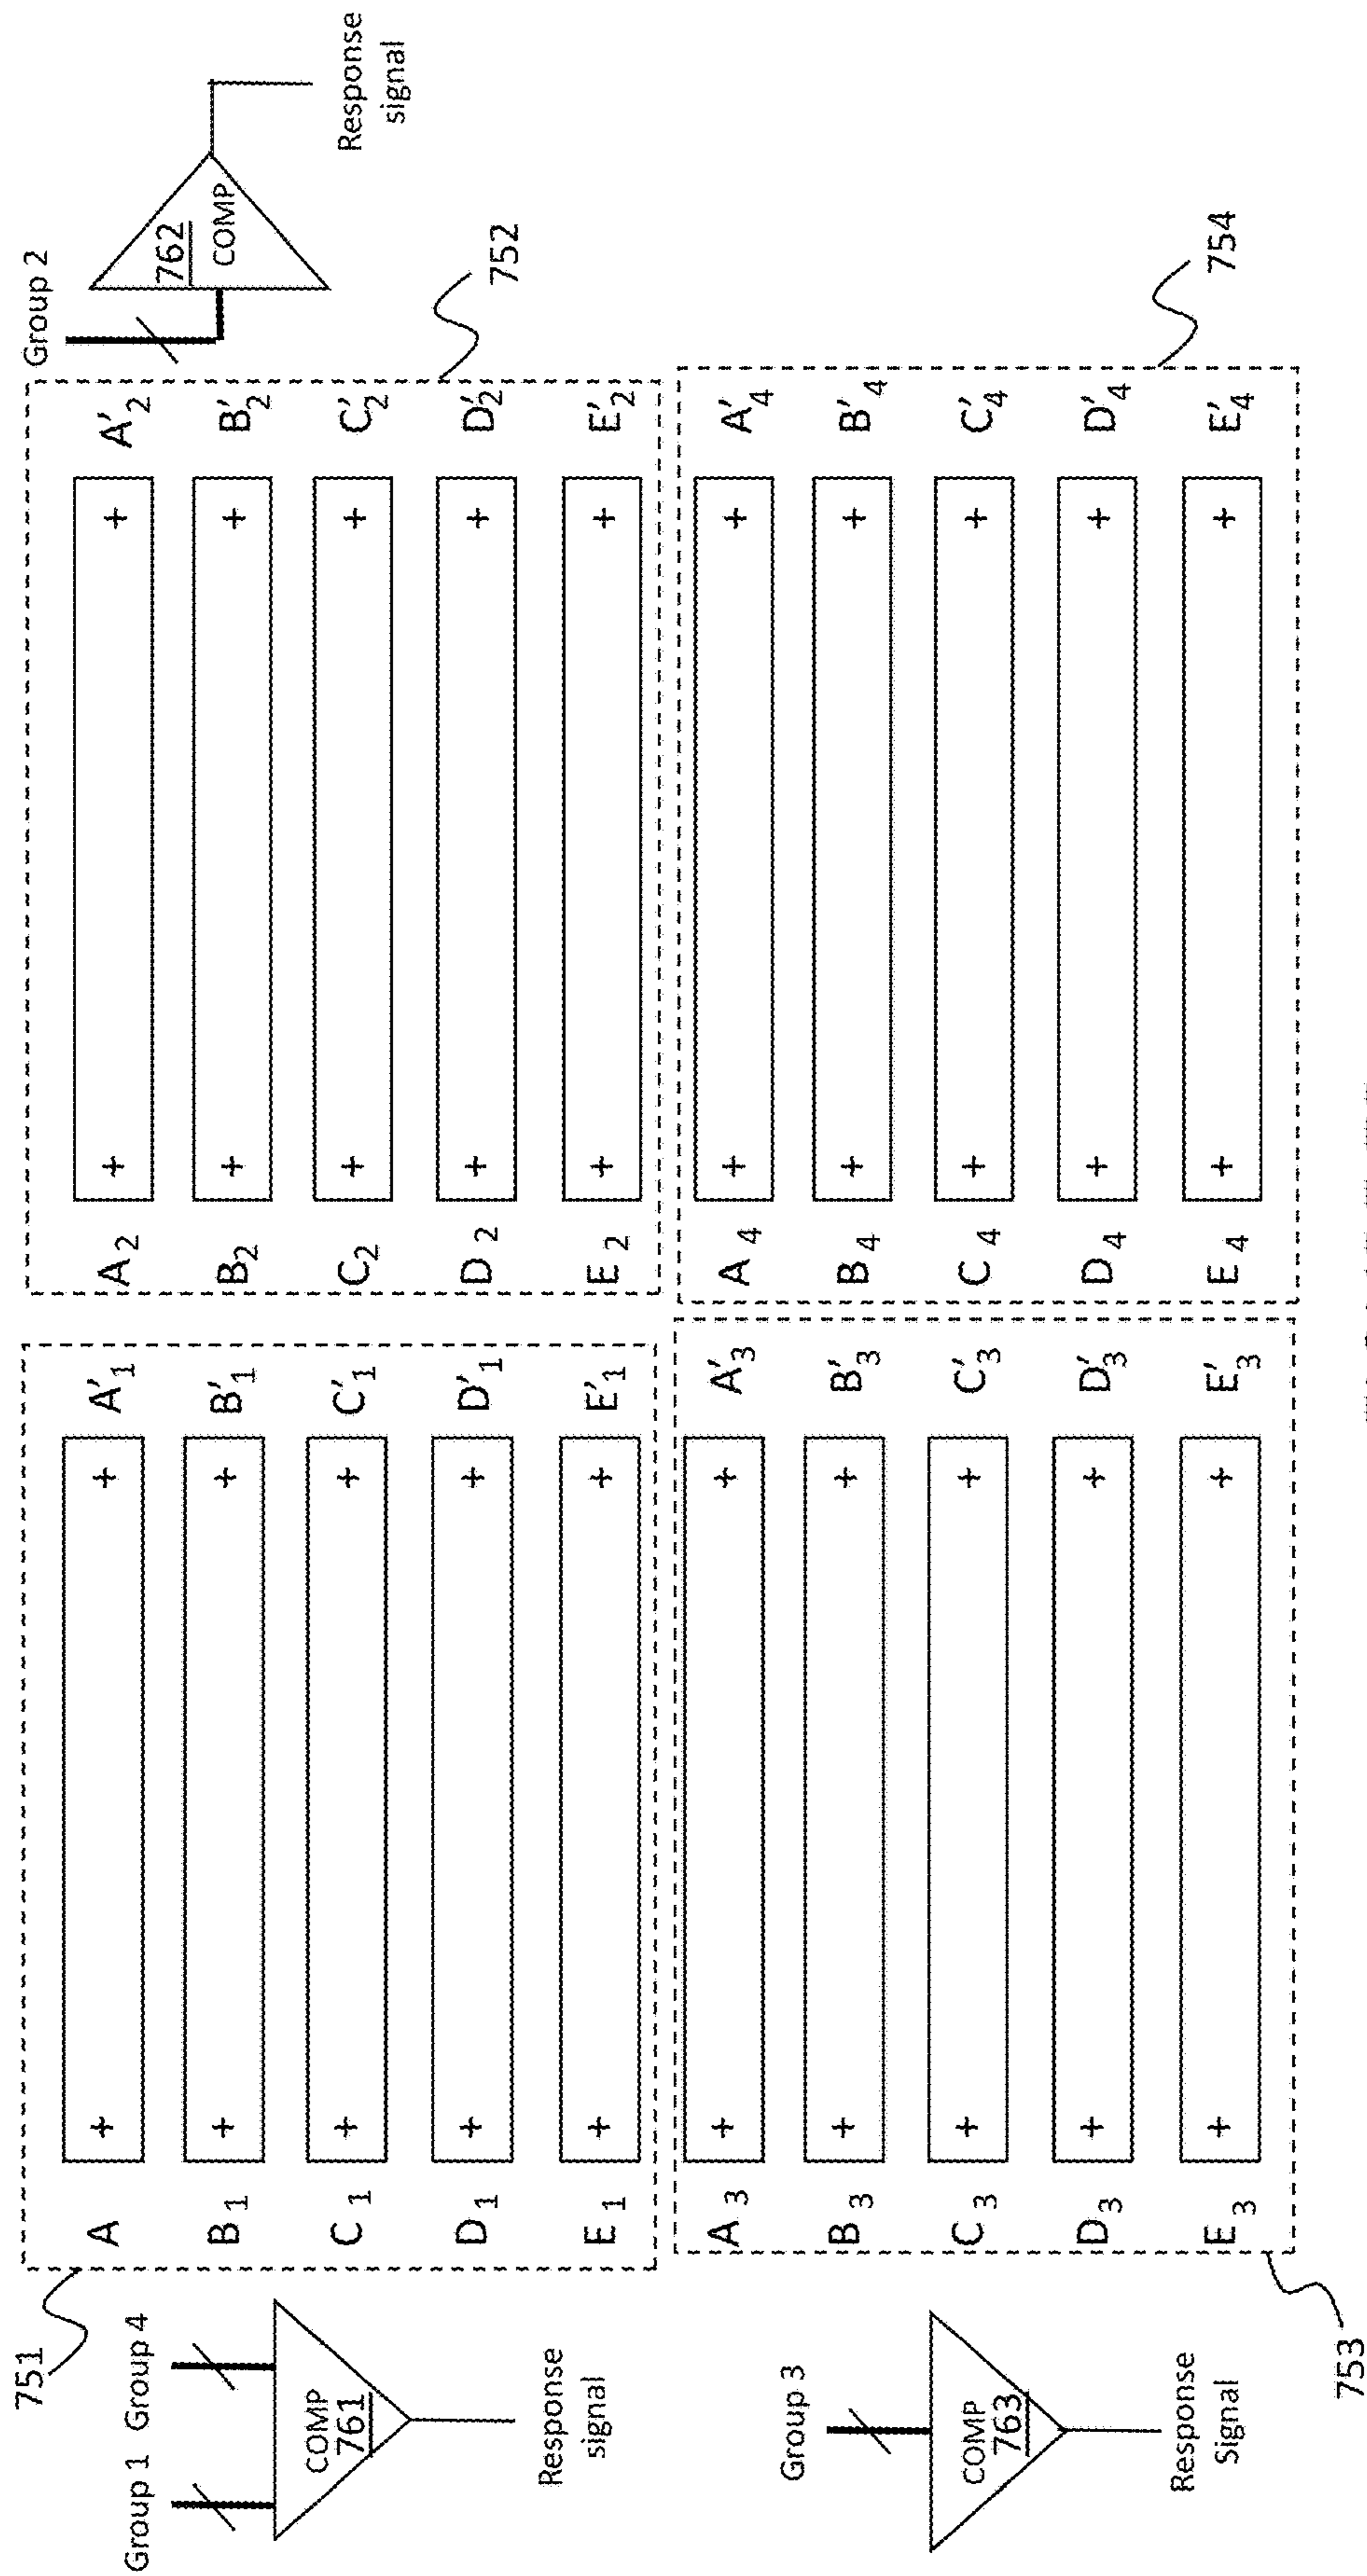 751
Group 1
Group 4
COMP
761
Response
signal
A
A'1
B1
B'1
C1
C'1
D1
D'1
E1
E'1
Group 2
762
COMP
Response
signal
752
A2
A'2
B2
B'2
C2
C'2
D2
D'2
E2
E'2
Group 3
COMP
763
Response
Signal
753
A3
A'3
B3
B'3
C3
C'3
D3
D'3
E3
E'3
754
A4
A'4
B4
B'4
C4
C'4
D4
D'4
E4
E'4